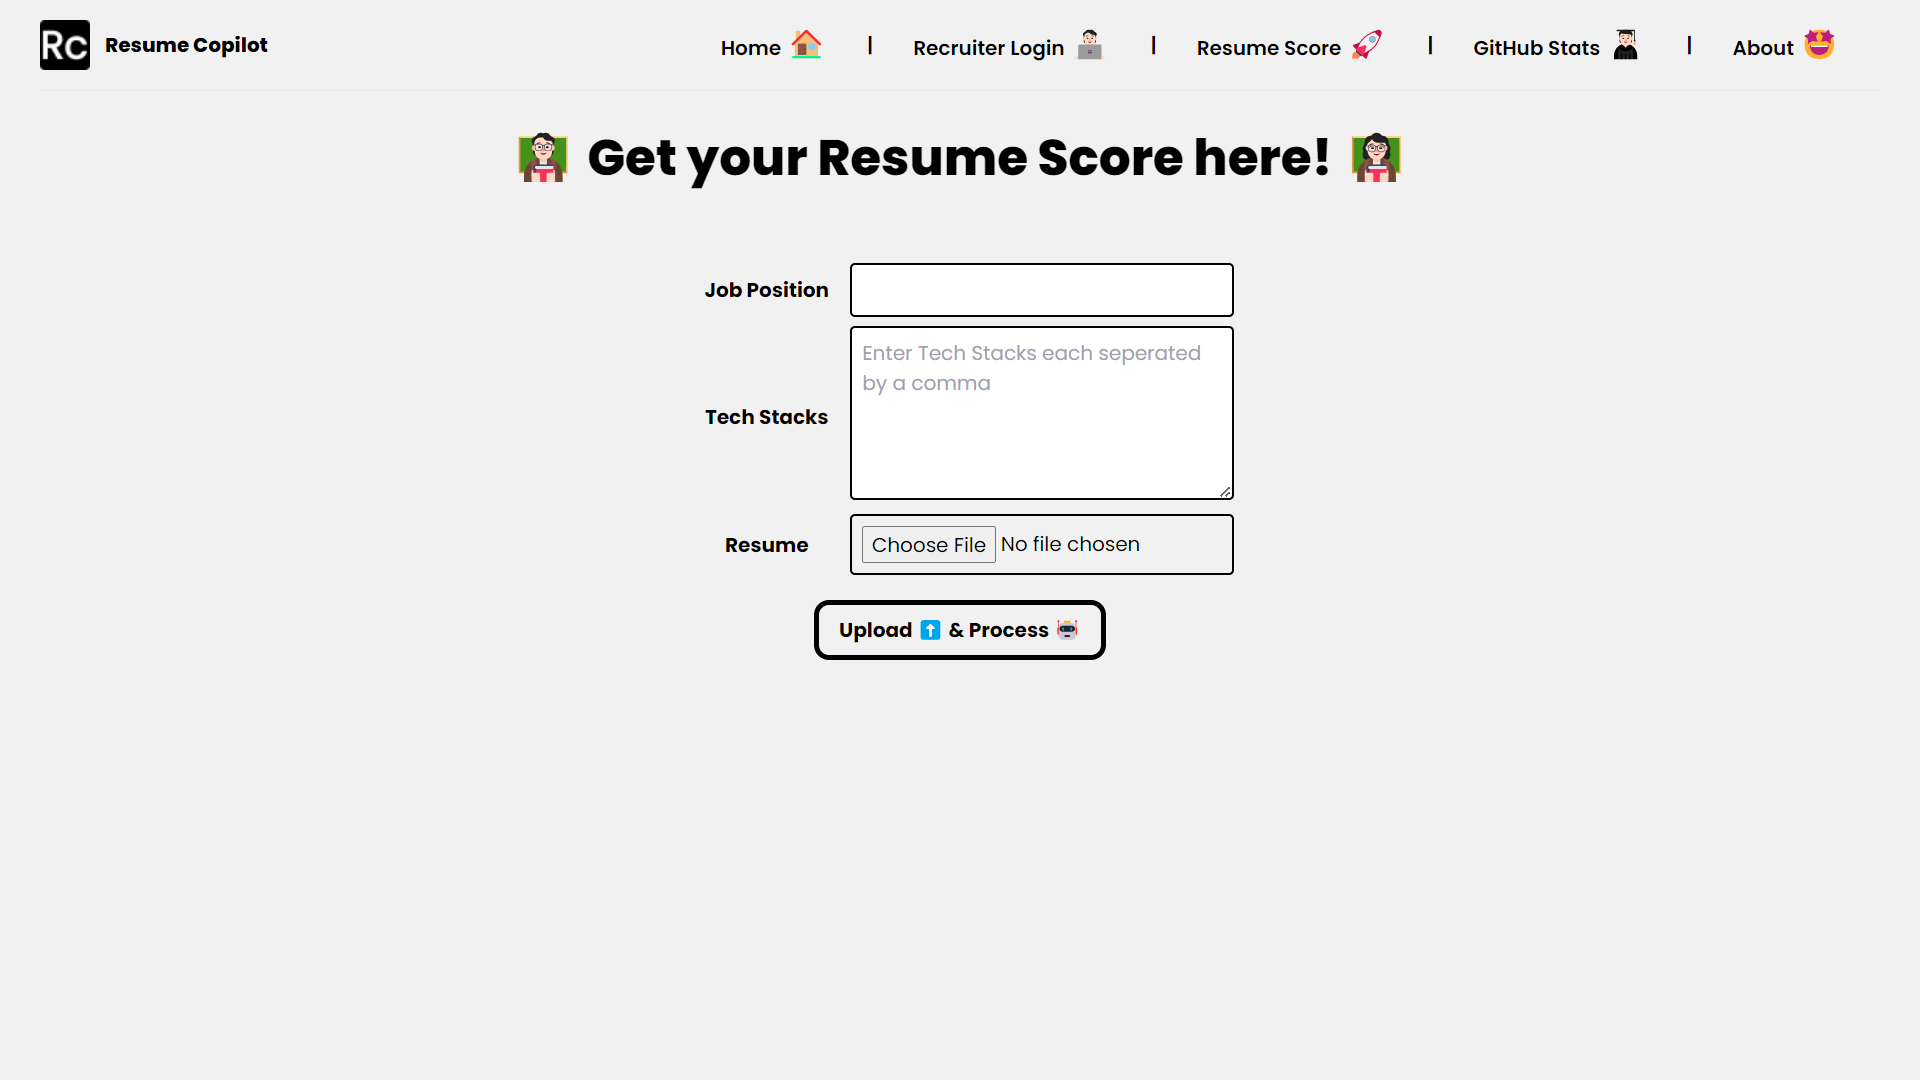 Rc Resume Copilot
Home | Recruiter Login | Resume Score | GitHub Stats | About
Get your Resume Score here!
Job Position
Enter Tech Stacks each seperated
by a comma
Tech Stacks
Resume Choose File No file chosen
Upload & Process